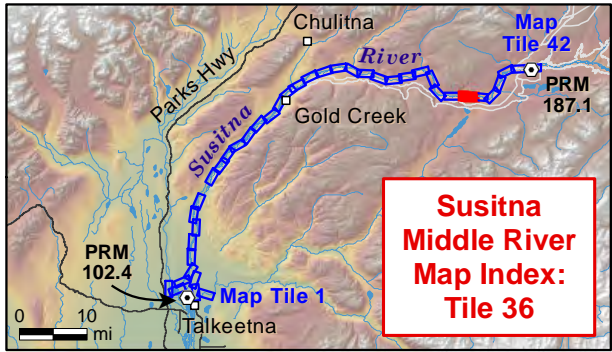 Chulitna
Map
Tile 42
River
Parks Hwy
PRM
187.1
Gold Creek
Susitna
Susitna
Middle River
Map Index:
Tile 36
PRM
102.4
Map Tile 1
0 10
mi
Talkeetna